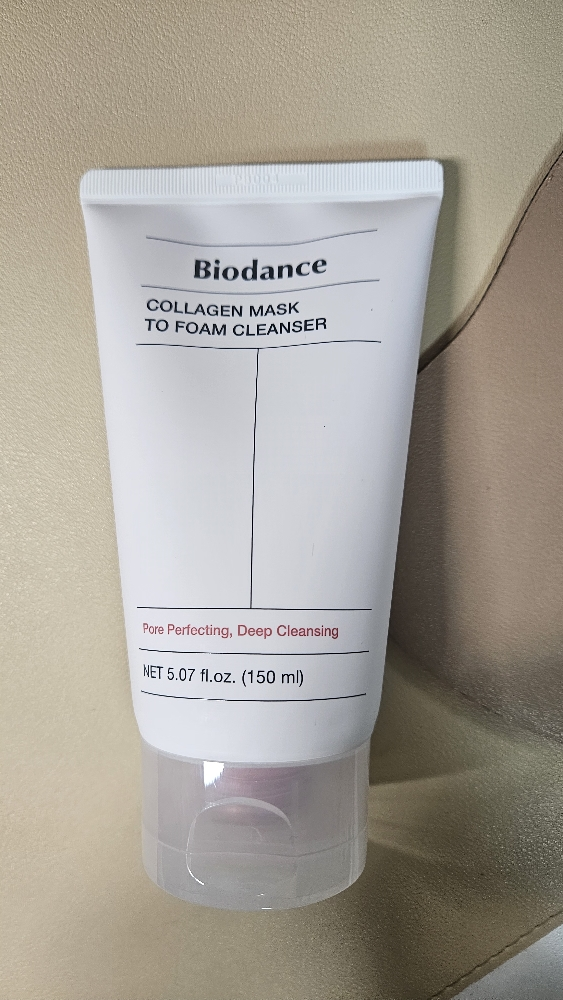 Biodance
COLLAGEN MASK
TO FOAM CLEANSER
Pore Perfecting, Deep Cleansing
NET 5.07 fl.oz. (150 ml)